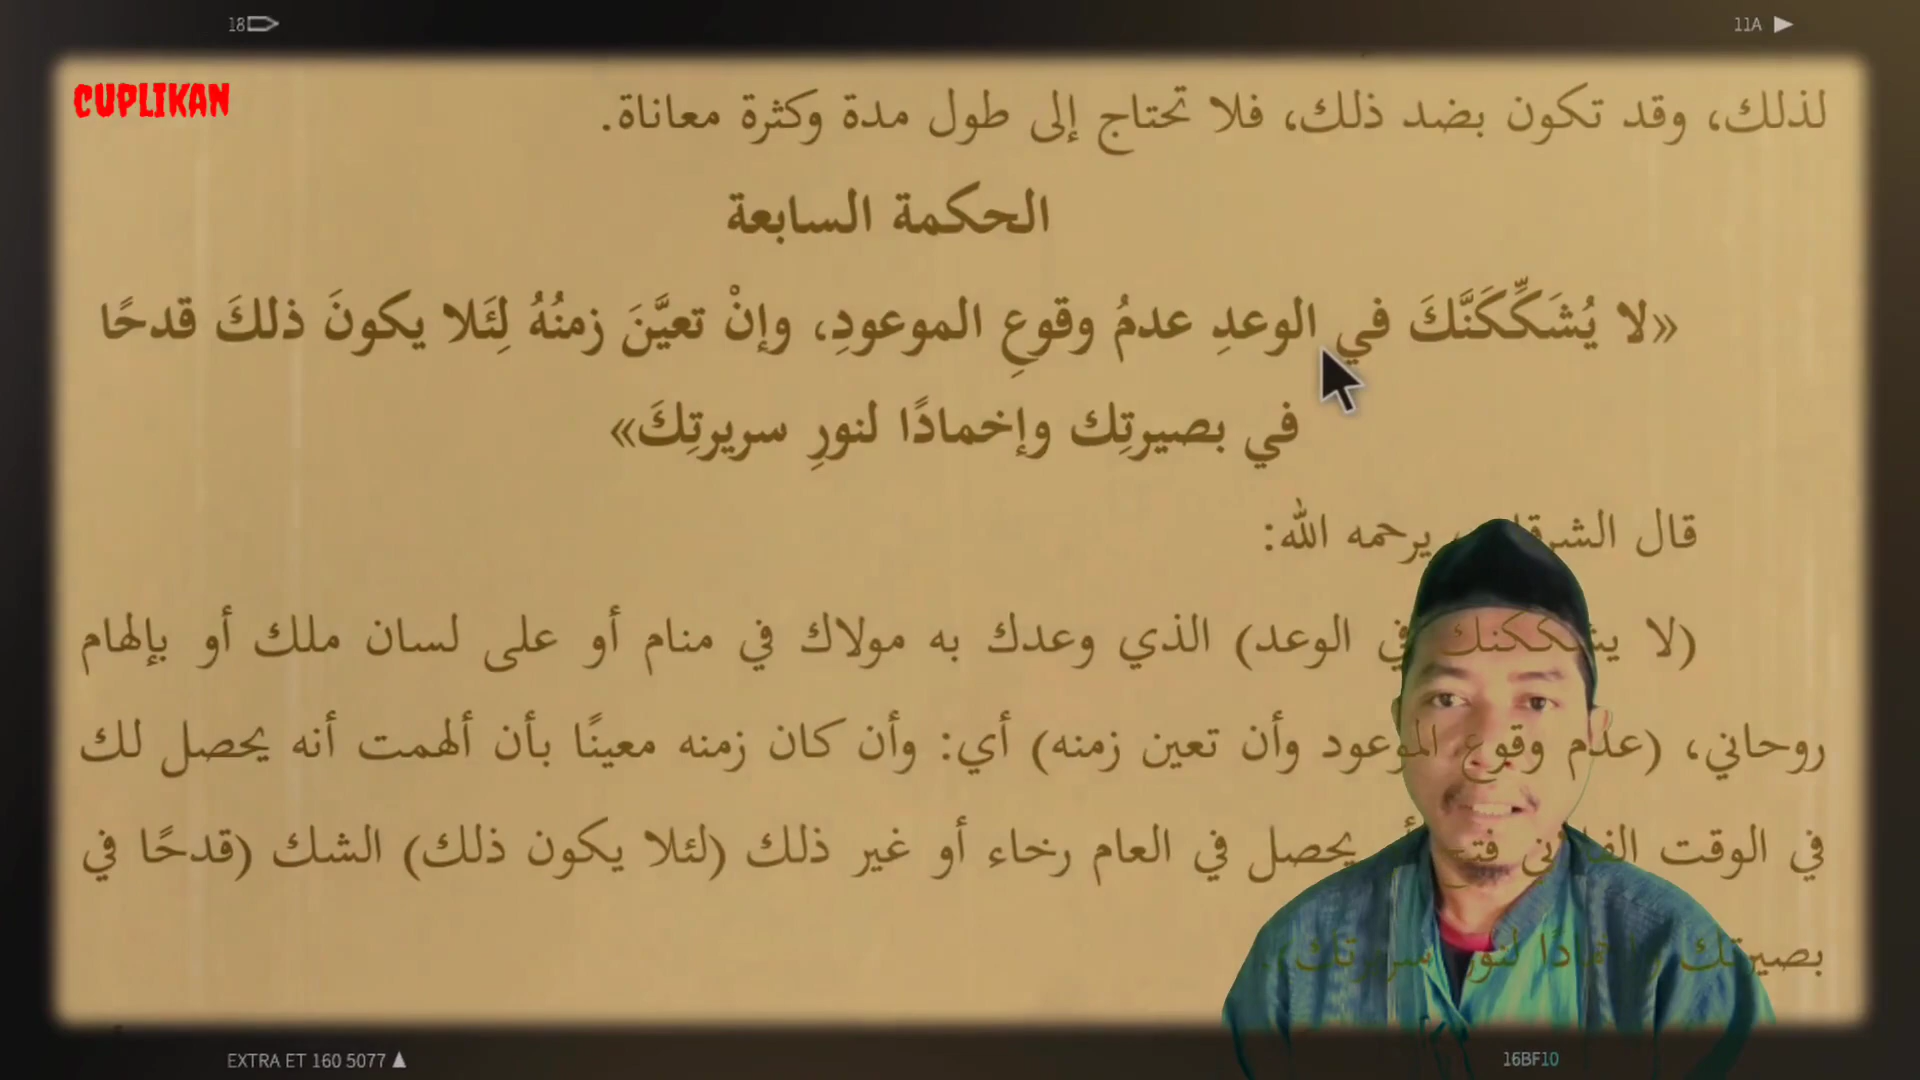 18
11A
CUPLIKAN
لذلك، وقد تكون بضد ذلك، فلا تحتاج إلى طول مدة وكثرة معاناة.
الحكمة السابعة
«لا يُشَكِّكَنَّكَ في الوعدِ عدمُ وقوعِ الموعودِ، وإنْ تعيَّنَ زمنُهُ لِئَلا يكونَ ذلكَ قدحًا
في بصيرتِك وإخمادًا لنورِ سريرتِكَ»
قال يرحمه الله:
(لا يشككنك في الوعد) الذي وعدك به مولاك في منام أو على لسان ملك أو بإلهام
روحاني، (عدم وقوع الموعود وأن تعين زمنه) أي: وأن كان زمنه معينًا بأن ألهمت أنه يحصل لك
في الوقت يحصل في العام رخاء أو غير ذلك (لئلا يكون ذلك) الشك (قدحًا في
بصيرتك لنور سريرتك).
EXTRA ET 160 5077
16BF10